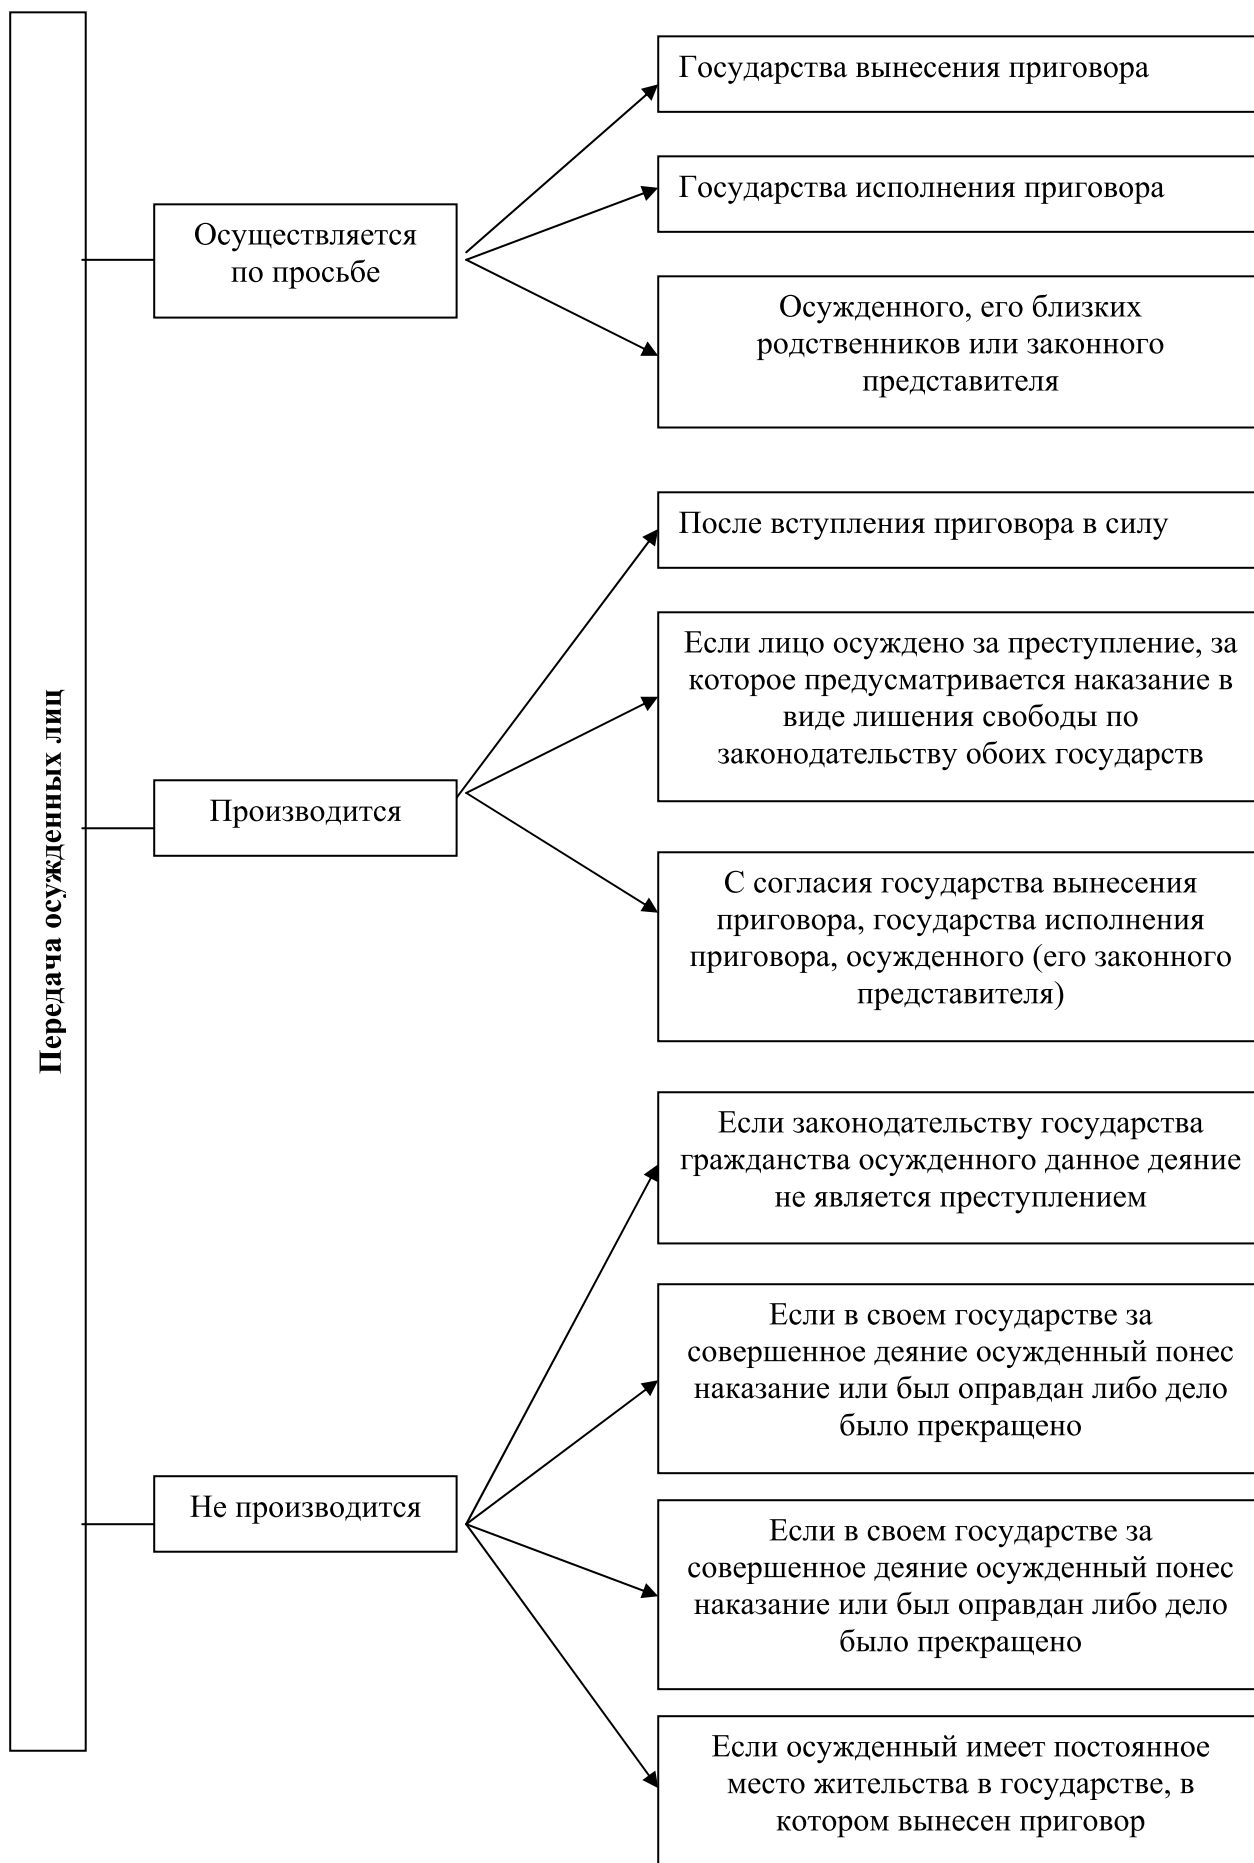 Передача осужденных лиц
Осуществляется
по просьбе
Государства вынесения приговора
Государства исполнения приговора
Осужденного, его близких
родственников или законного
представителя
Производится
После вступления приговора в силу
Если лицо осуждено за преступление, за
которое предусматривается наказание в
виде лишения свободы по
законодательству обоих государств
С согласия государства вынесения
приговора, государства исполнения
приговора, осужденного (его законного
представителя)
Не производится
Если законодательству государства
гражданства осужденного данное деяние
не является преступлением
Если в своем государстве за
совершенное деяние осужденный понес
наказание или был оправдан либо дело
было прекращено
Если в своем государстве за
совершенное деяние осужденный понес
наказание или был оправдан либо дело
было прекращено
Если осужденный имеет постоянное
место жительства в государстве, в
котором вынесен приговор